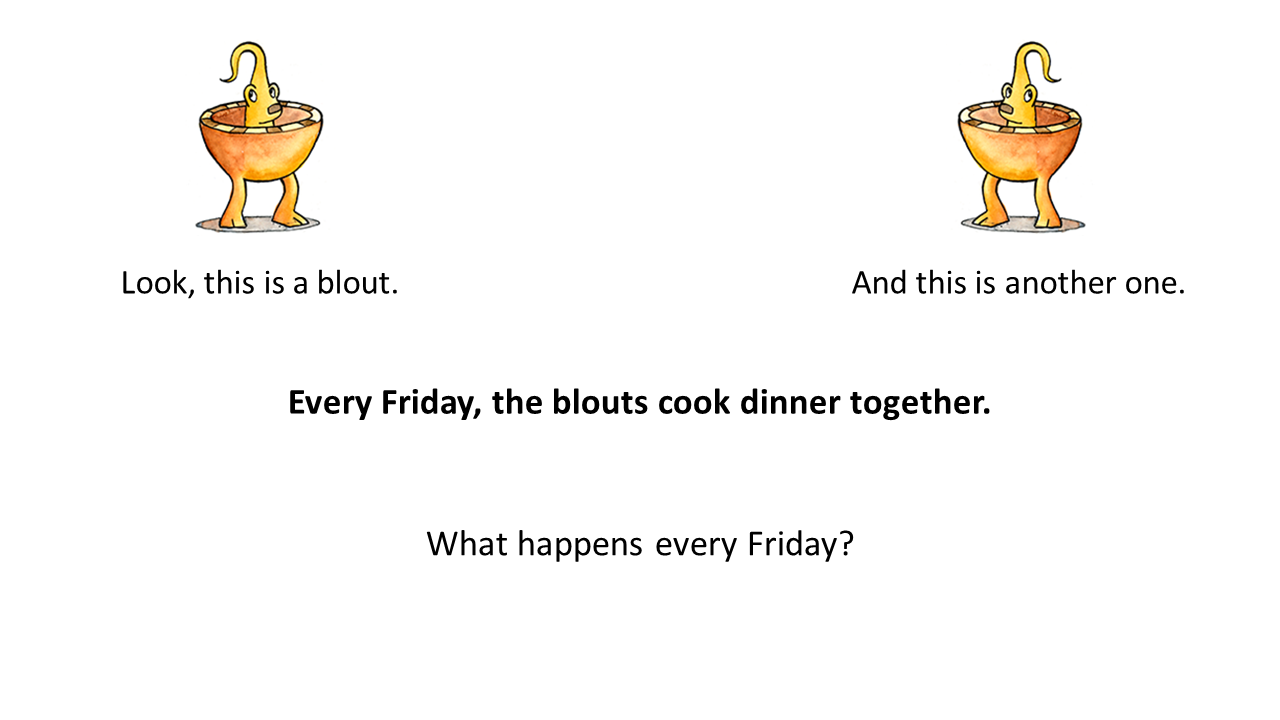 Look, this is a blout.
And this is another one.
Every Friday, the blouts cook dinner together.
What happens every Friday?